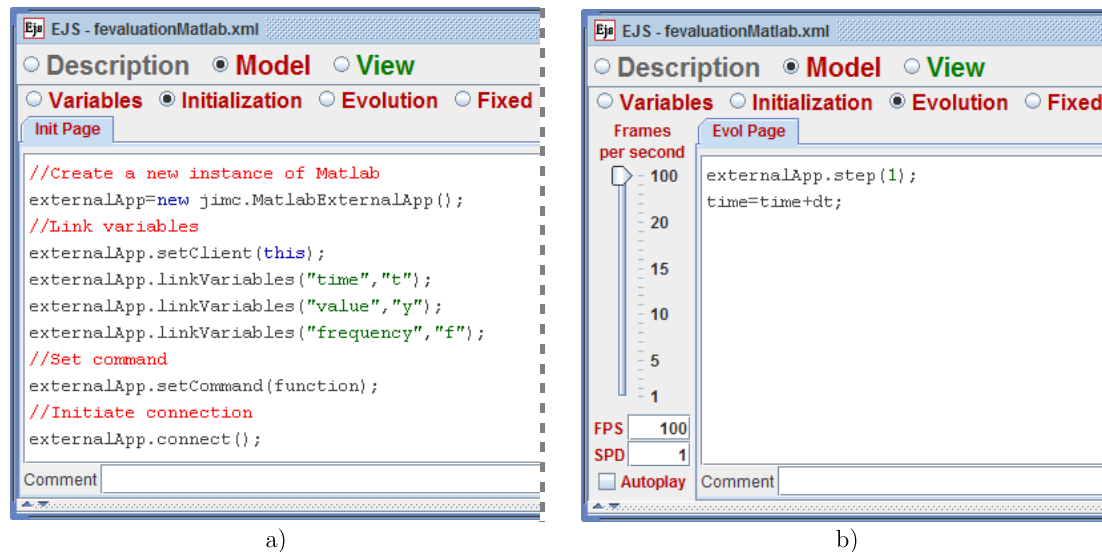 Ejs EJS - fevaluationMatlab.xml
Description Model View
Variables Initialization Evolution Fixed
Init Page
//Create a new instance of Matlab
externalApp=new jimc.MatlabExternalApp();
//Link variables
externalApp.setClient(this);
externalApp.linkVariables("time","t");
externalApp.linkVariables("value","y");
externalApp.linkVariables("frequency","f");
//Set command
externalApp.setCommand(function);
//Initiate connection
externalApp.connect();
Comment
a)
Ejs EJS - fevaluationMatlab.xml
Description Model View
Variables Initialization Evolution Fixed
Frames
per second
100
20
15
10
5
1
FPS 100
SPD 1
Autoplay
Evol Page
externalApp.step(1);
time=time+dt;
Comment
b)